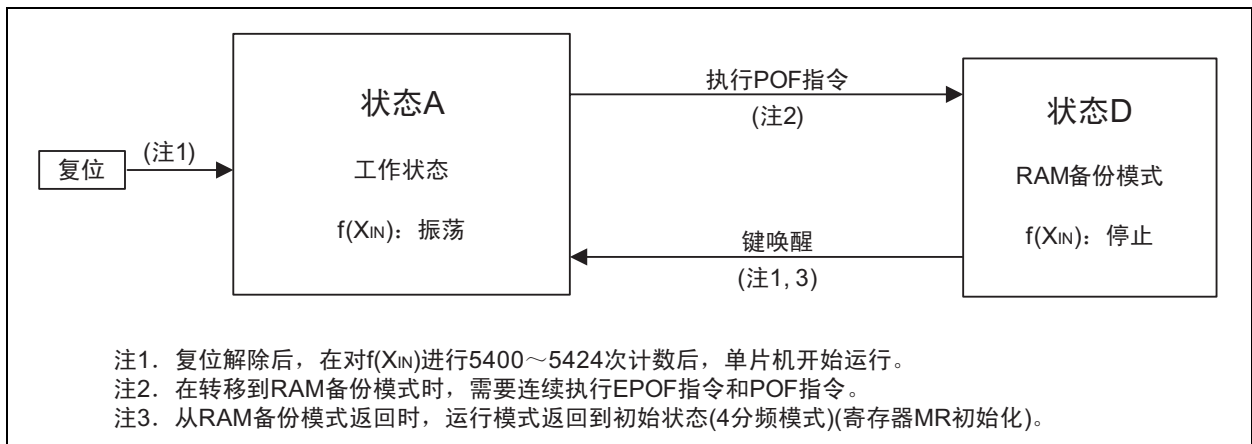 复位
(注1)
状态A
工作状态
f(XIN)：振荡
执行POF指令
(注2)
键唤醒
(注1, 3)
状态D
RAM备份模式
f(XIN)：停止
注1．复位解除后，在对f(XIN)进行5400～5424次计数后，单片机开始运行。
注2．在转移到RAM备份模式时，需要连续执行EPOF指令和POF指令。
注3．从RAM备份模式返回时，运行模式返回到初始状态(4分频模式)(寄存器MR初始化)。